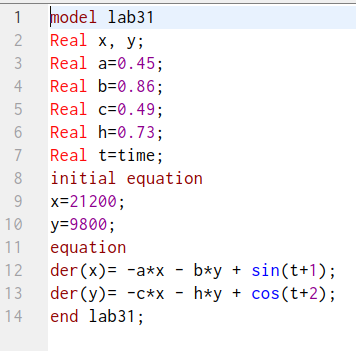 1 model lab31
2 Real x, y;
3 Real a=0.45;
4 Real b=0.86;
5 Real c=0.49;
6 Real h=0.73;
7 Real t=time;
8 initial equation
9 x=21200;
10 y=9800;
11 equation
12 der(x)= -a*x - b*y + sin(t+1);
13 der(y)= -c*x - h*y + cos(t+2);
14 end lab31;